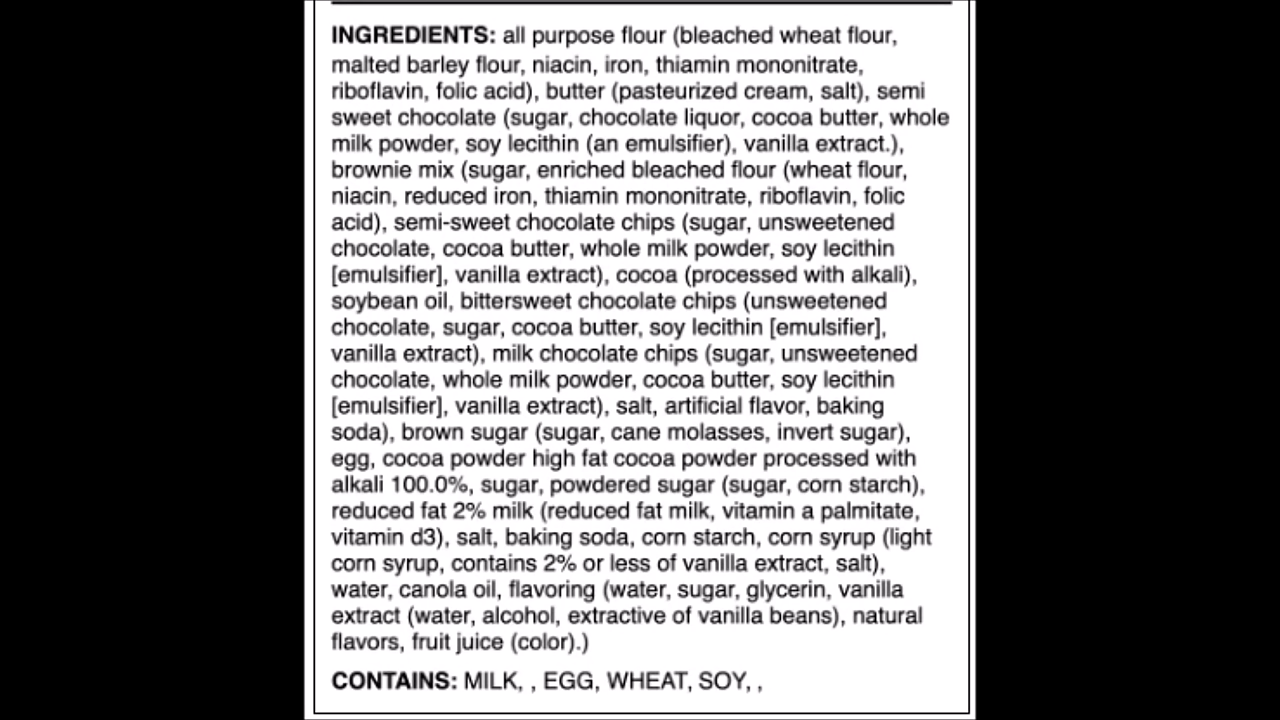 INGREDIENTS: all purpose flour (bleached wheat flour,
malted barley flour, niacin, iron, thiamin mononitrate,
riboflavin, folic acid), butter (pasteurized cream, salt), semi
sweet chocolate (sugar, chocolate liquor, cocoa butter, whole
milk powder, soy lecithin (an emulsifier), vanilla extract.),
brownie mix (sugar, enriched bleached flour (wheat flour,
niacin, reduced iron, thiamin mononitrate, riboflavin, folic
acid), semi-sweet chocolate chips (sugar, unsweetened
chocolate, cocoa butter, whole milk powder, soy lecithin
[emulsifier], vanilla extract), cocoa (processed with alkali),
soybean oil, bittersweet chocolate chips (unsweetened
chocolate, sugar, cocoa butter, soy lecithin [emulsifier],
vanilla extract), milk chocolate chips (sugar, unsweetened
chocolate, whole milk powder, cocoa butter, soy lecithin
[emulsifier], vanilla extract), salt, artificial flavor, baking
soda), brown sugar (sugar, cane molasses, invert sugar),
egg, cocoa powder high fat cocoa powder processed with
alkali 100.0%, sugar, powdered sugar (sugar, corn starch),
reduced fat 2% milk (reduced fat milk, vitamin a palmitate,
vitamin d3), salt, baking soda, corn starch, corn syrup (light
corn syrup, contains 2% or less of vanilla extract, salt),
water, canola oil, flavoring (water, sugar, glycerin, vanilla
extract (water, alcohol, extractive of vanilla beans), natural
flavors, fruit juice (color).)
CONTAINS: MILK, , EGG, WHEAT, SOY, ,